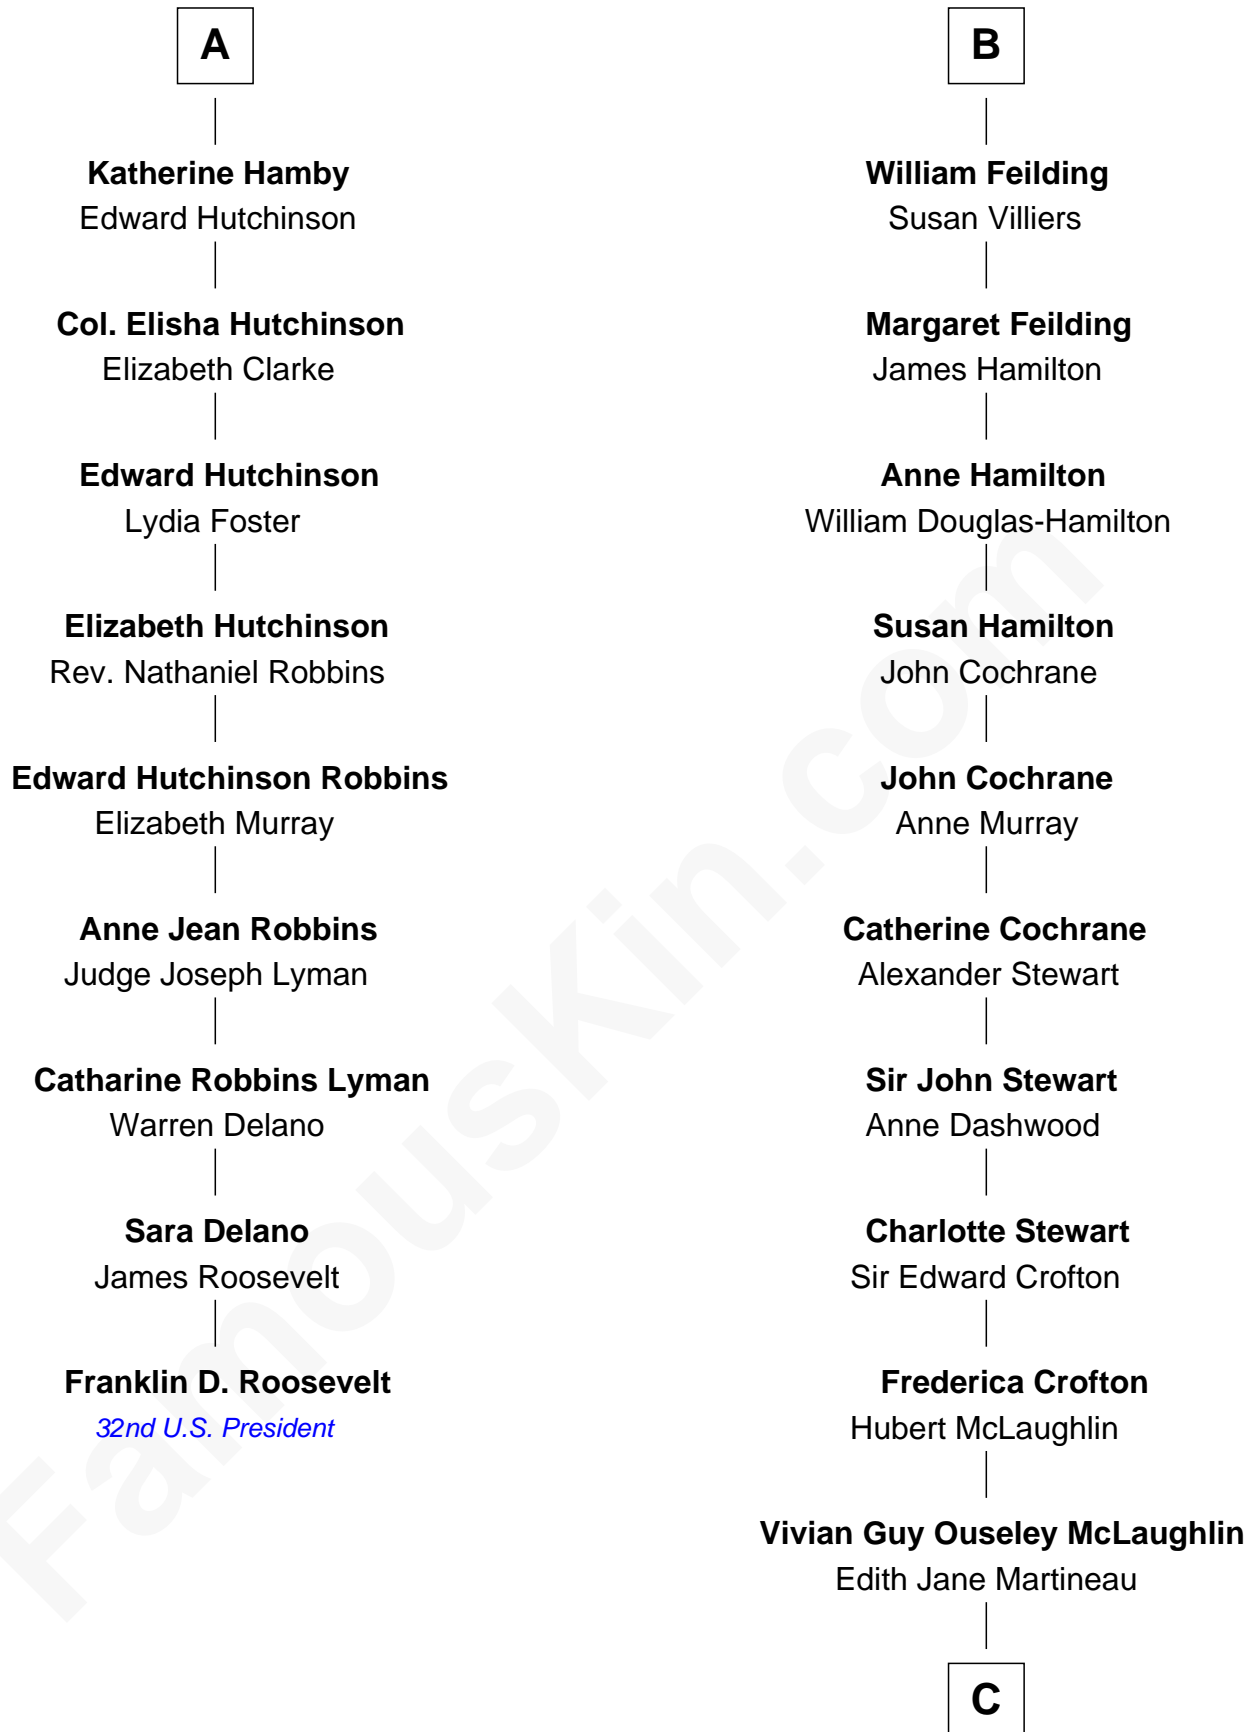 A
Katherine Hamby
Edward Hutchinson
Col. Elisha Hutchinson
Elizabeth Clarke
Edward Hutchinson
Lydia Foster
Elizabeth Hutchinson
Rev. Nathaniel Robbins
Edward Hutchinson Robbins
Elizabeth Murray
Anne Jean Robbins
Judge Joseph Lyman
Catharine Robbins Lyman
Warren Delano
Sara Delano
James Roosevelt
Franklin D. Roosevelt
32nd U.S. President
B
William Feilding
Susan Villiers
Margaret Feilding
James Hamilton
Anne Hamilton
William Douglas-Hamilton
Susan Hamilton
John Cochrane
John Cochrane
Anne Murray
Catherine Cochrane
Alexander Stewart
Sir John Stewart
Anne Dashwood
Charlotte Stewart
Sir Edward Crofton
Frederica Crofton
Hubert McLaughlin
Vivian Guy Ouseley McLaughlin
Edith Jane Martineau
C
FamousKin.com